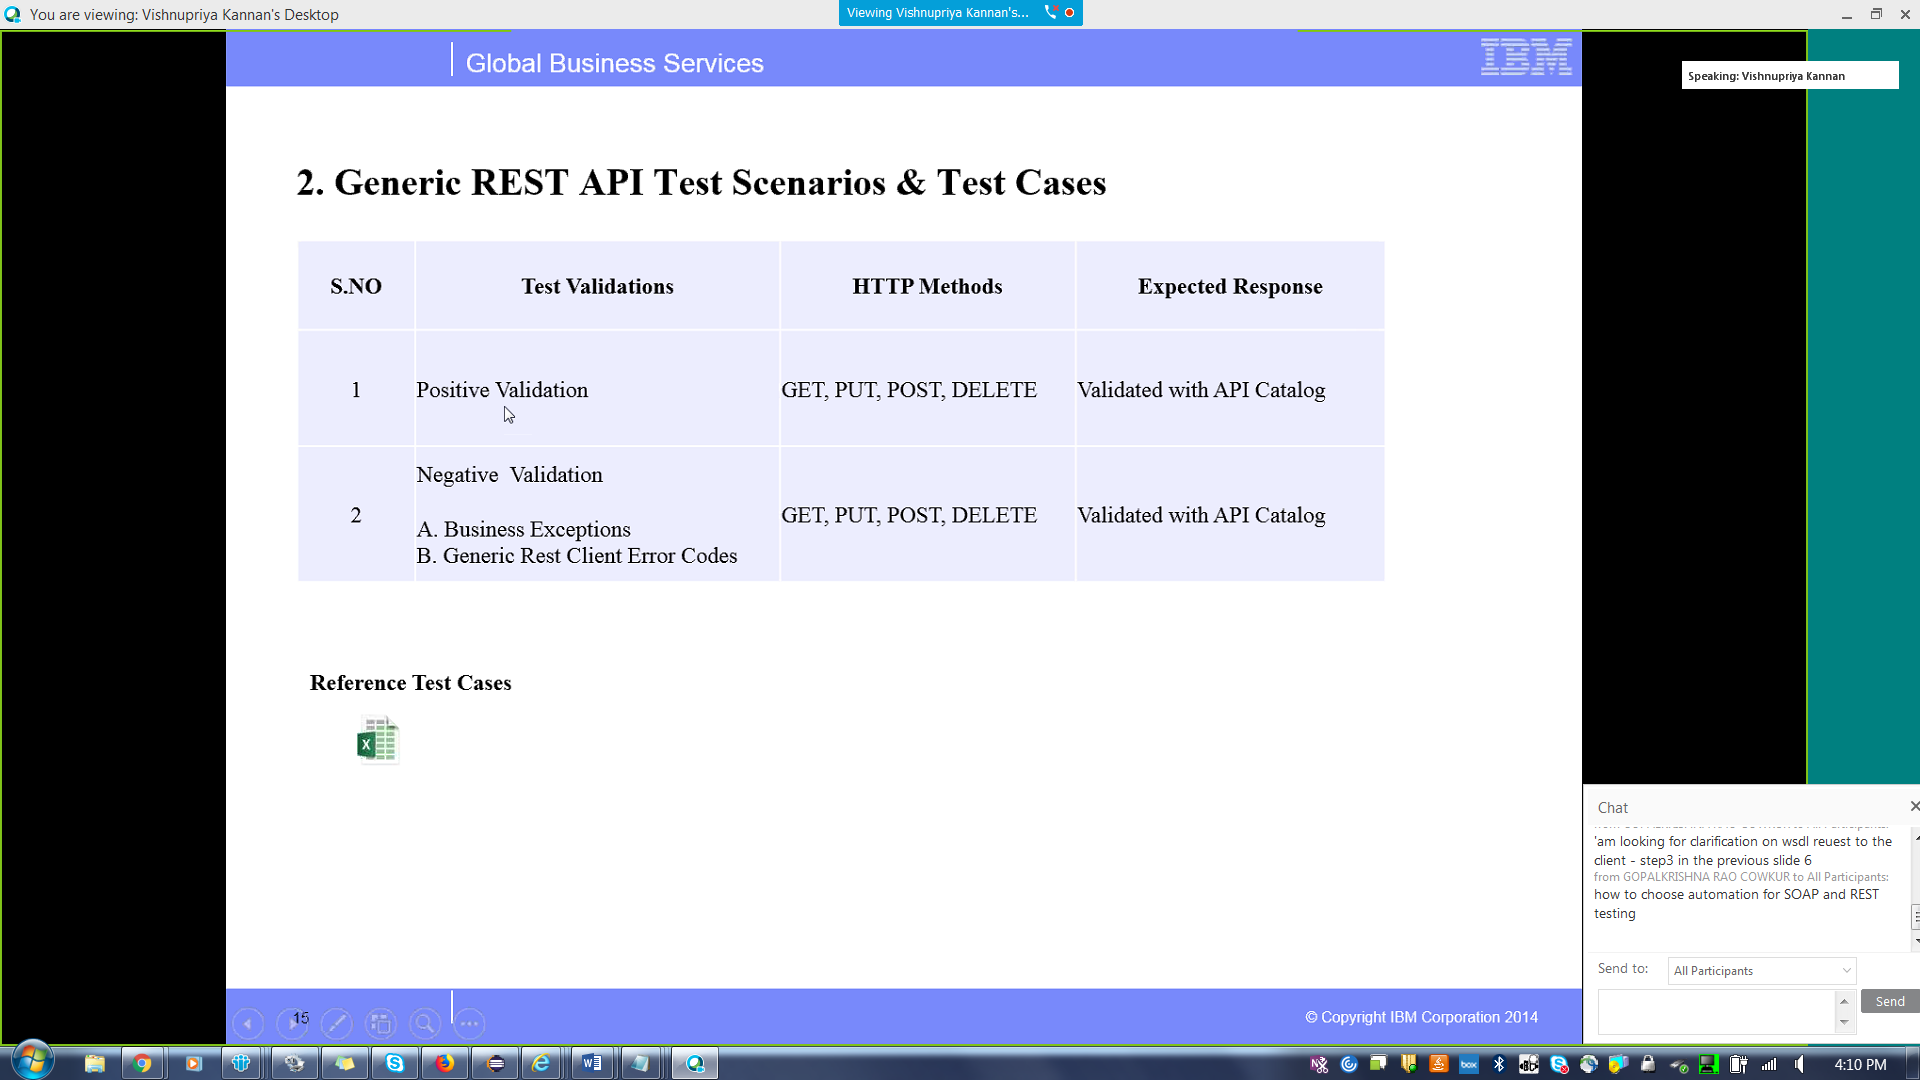 You are viewing: Vishnupriya Kannan's Desktop
Viewing Vishnupriya Kannan's...
Global Business Services
IBM
Speaking: Vishnupriya Kannan
2. Generic REST API Test Scenarios & Test Cases
S.NO Test Validations HTTP Methods Expected Response
1 Positive Validation GET, PUT, POST, DELETE Validated with API Catalog
Negative Validation
2 GET, PUT, POST, DELETE Validated with API Catalog
A. Business Exceptions
B. Generic Rest Client Error Codes
Reference Test Cases
Chat
'am looking for clarification on wsdl reuest to the
client - step3 in the previous slide 6
from GOPALKRISHNA RAO COWKUR to All Participants:
how to choose automation for SOAP and REST
testing
Send to: All Participants
Send
15
© Copyright IBM Corporation 2014
box
4:10 PM